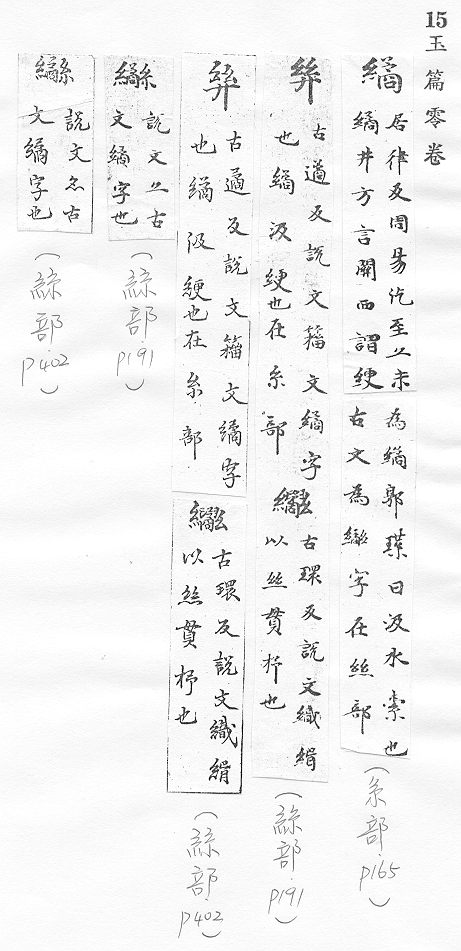 15 玉篇零卷
繘
居律反周易汔至亦未
繘井方言關西謂綆
為繘郭璞曰汲水索也
古文為字在絲部
(糸部 p165)
古遹反說文籀文繘字
也繘汲綆也在糸部
古環反說文織絹
以絲貫杼也
(絲部 p191)
古遹反說文籀文繘字
也繘汲綆也在糸部
古環反說文織絹
以絲貫杼也
(絲部 p402)
說文亦古
文繘字也
(絲部 p191)
說文亦古
文繘字也
(絲部 p402)